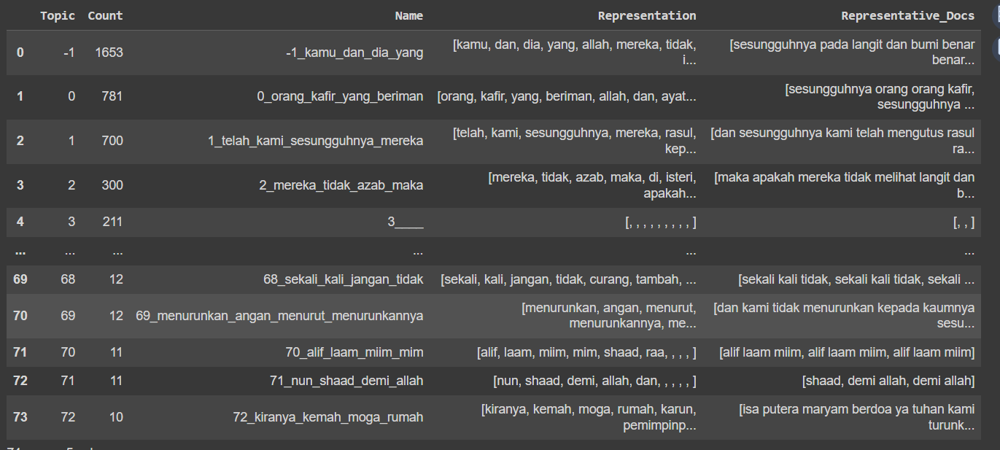 Topic Count Name Representation Representative_Docs
0 -1 1653 -1_kamu_dan_dia_yang [kamu, dan, dia, yang, allah, mereka, tidak, i... [sesungguhnya pada langit dan bumi benar benar...
1 0 781 0_orang_kafir_yang_beriman [orang, kafir, yang, beriman, allah, dan, ayat... [sesungguhnya orang orang kafir, sesungguhnya ...
2 1 700 1_telah_kami_sesungguhnya_mereka [telah, kami, sesungguhnya, mereka, rasul, kep... [dan sesungguhnya kami telah mengutus rasul ra...
3 2 300 2_mereka_tidak_azab_maka [mereka, tidak, azab, maka, di, isteri, apakah... [maka apakah mereka tidak melihat langit dan b...
4 3 211 3____ [, , , , , , , , , ] [, , ]
... ... ... ... ... ...
69 68 12 68_sekali_kali_jangan_tidak [sekali, kali, jangan, tidak, curang, tambah, ... [sekali kali tidak, sekali kali tidak, sekali ...
70 69 12 69_menurunkan_angan_menurut_menurunkannya [menurunkan, angan, menurut, menurunkannya, me... [dan kami tidak menurunkan kepada kaumnya sesu...
71 70 11 70_alif_laam_miim_mim [alif, laam, miim, mim, shaad, raa, , , , ] [alif laam miim, alif laam miim, alif laam miim]
72 71 11 71_nun_shaad_demi_allah [nun, shaad, demi, allah, dan, , , , , ] [shaad, demi allah, demi allah]
73 72 10 72_kiranya_kemah_moga_rumah [kiranya, kemah, moga, rumah, karun, pemimpinp... [isa putera maryam berdoa ya tuhan kami turunk...